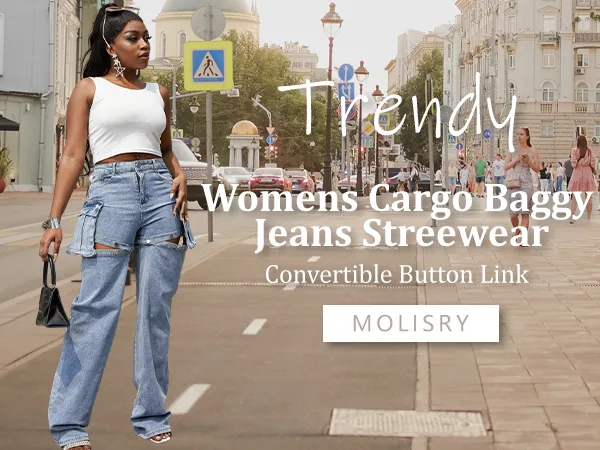 Trendy
Womens Cargo Baggy
Jeans Streewear
Convertible Button Link
MOLISRY